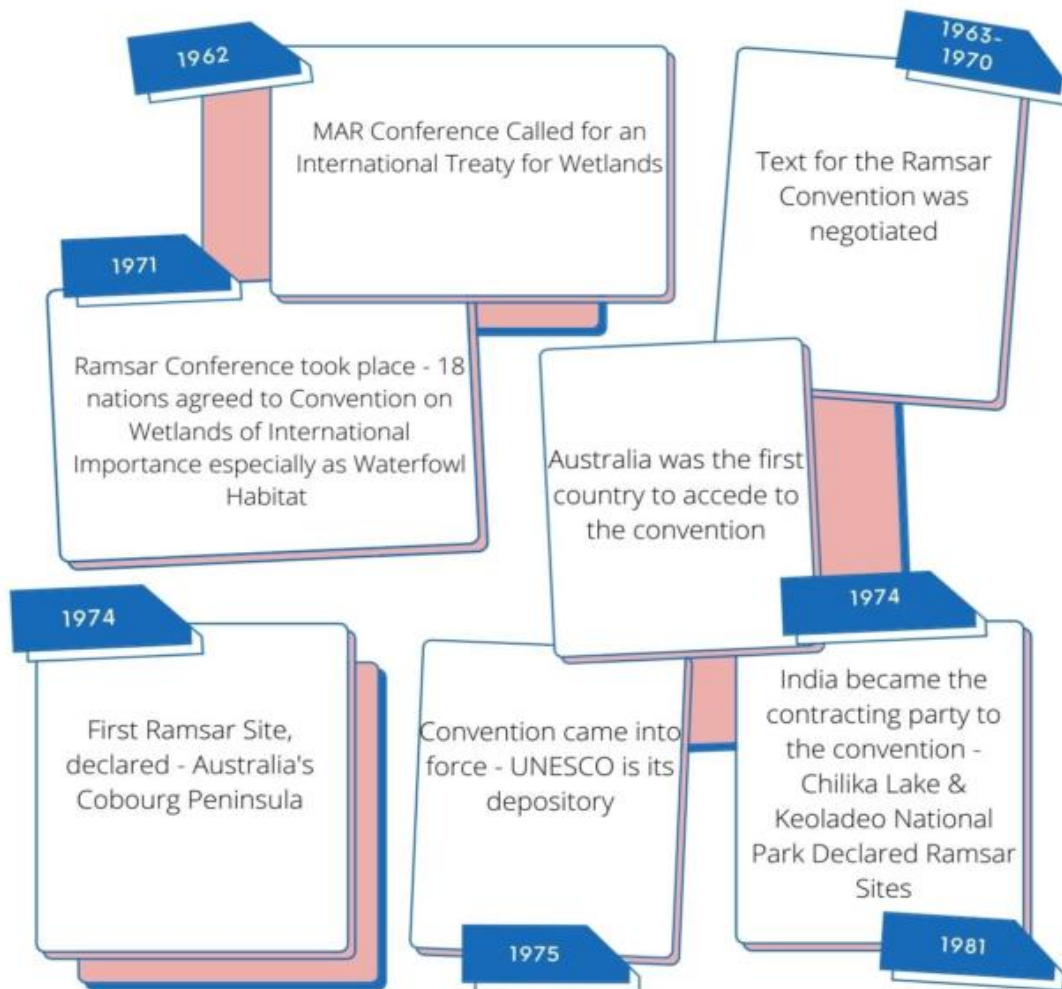 1962
MAR Conference Called for an
International Treaty for Wetlands
1963-
1970
Text for the Ramsar
Convention was
negotiated
1971
Ramsar Conference took place - 18
nations agreed to Convention on
Wetlands of International
Importance especially as Waterfowl
Habitat
Australia was the first
country to accede to
the convention
1974
1974
First Ramsar Site,
declared - Australia's
Cobourg Peninsula
Convention came into
force - UNESCO is its
depository
1975
India became the
contracting party to
the convention -
Chilika Lake &
Keoladeo National
Park Declared Ramsar
Sites
1981